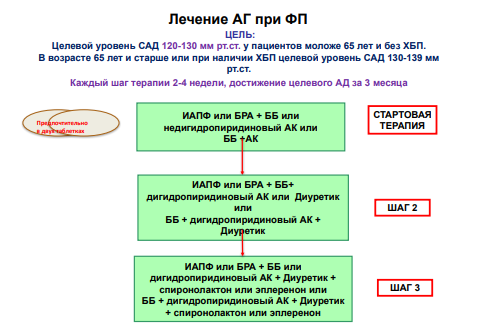 Лечение АГ при ФП
ЦЕЛЬ:
Целевой уровень САД 120-130 мм рт.ст. у пациентов моложе 65 лет и без ХБП.
В возрасте 65 лет и старше или при наличии ХБП целевой уровень САД 130-139 мм
рт.ст.
Каждый шаг терапии 2-4 недели, достижение целевого АД за 3 месяца
Предпочтительно
в двух таблетках
ИАПФ или БРА + ББ или
недигидропиридиновый АК или
ББ +АК
СТАРТОВАЯ
ТЕРАПИЯ
ИАПФ или БРА + ББ+
дигидропиридиновый АК или Диуретик
или
ББ + дигидропиридиновый АК +
Диуретик
ШАГ 2
ИАПФ или БРА + ББ или
дигидропиридиновый АК + Диуретик +
спиронолактон или эплеренон или
ББ + дигидропиридиновый АК + Диуретик
+ спиронолактон или эплеренон
ШАГ 3